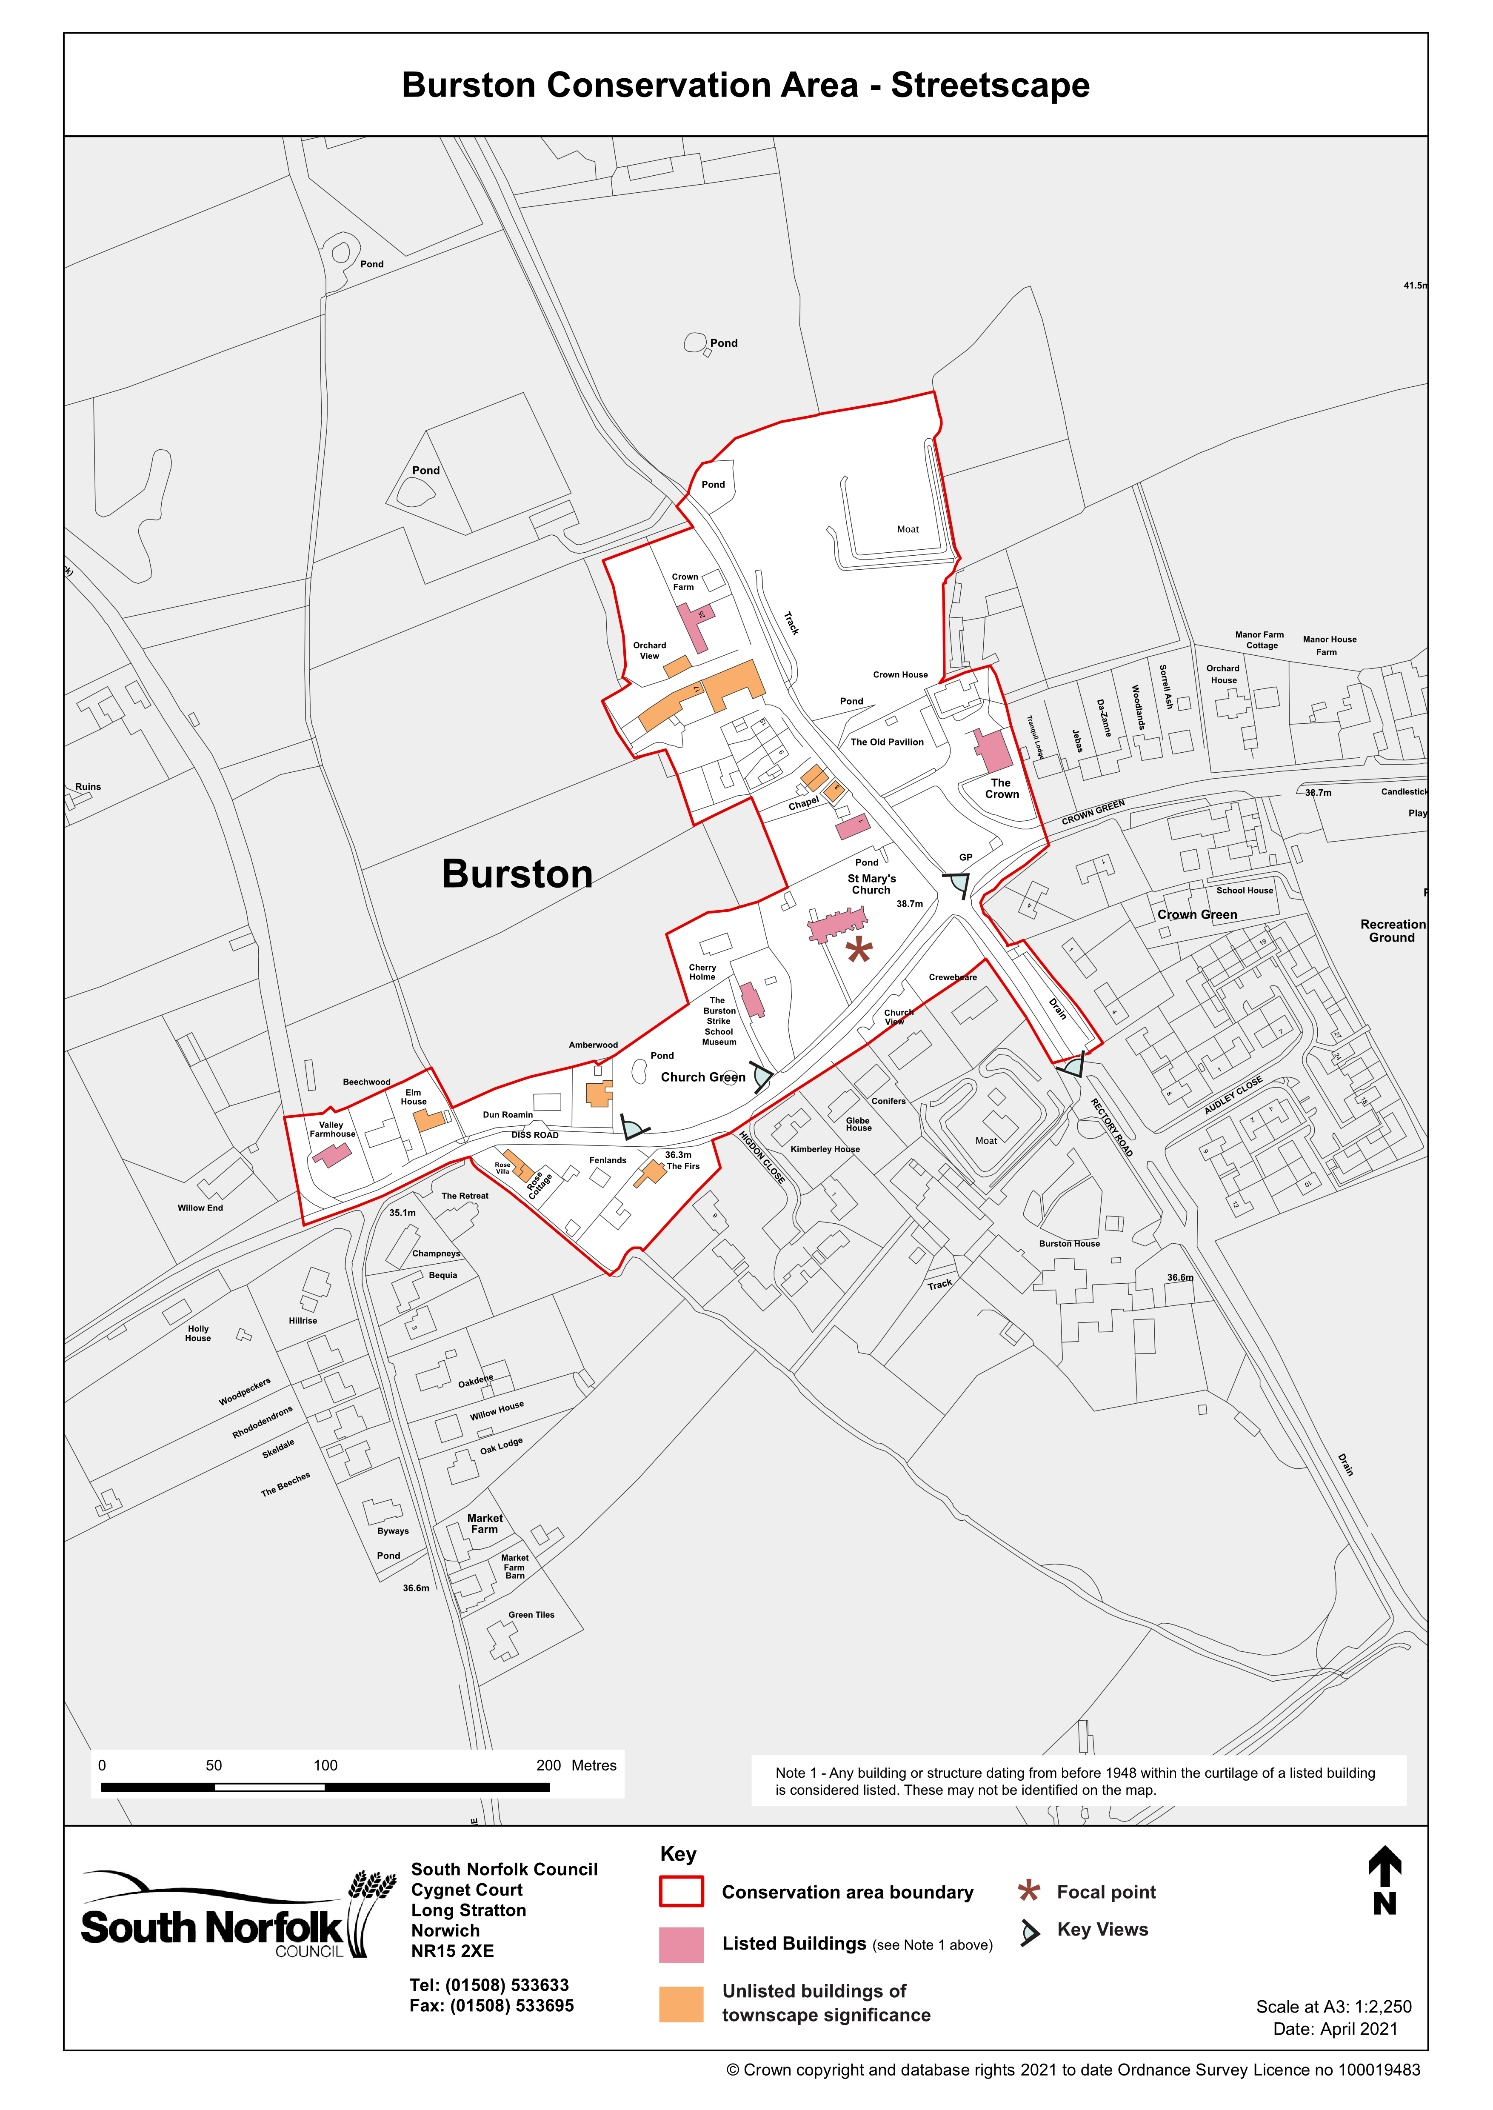 Burston Conservation Area - Streetscape
Pond
41.5m
Pond
Pond
Pond
Moat
Crown
Farm
Track
Orchard
View
17
Crown House
Pond
The Old Pavilion
The
Crown
Chapel
Manor Farm
Cottage
Manor House
Farm
Orchard
House
Sorrell Ash
Woodlands
Da-Zanne
Jebas
Tranquil Lodge
CROWN GREEN
38.7m
Candlestick
Play
Ruins
Burston
GP
Pond
St Mary's
Church
38.7m
School House
Crown Green
Recreation
Ground
Cherry
Holme
The
Burston
Strike
School
Museum
Crewebeare
Church
View
Drain
Amberwood
Pond
Church Green
Beechwood
Elm
House
Dun Roamin
DISS ROAD
Valley
Farmhouse
Conifers
Glebe
House
Kimberley House
Moat
AUDLEY CLOSE
RECTORY ROAD
HIGDON CLOSE
36.3m
The Firs
Fenlands
Rose
Villa
Rose
Cottage
The Retreat
Willow End
35.1m
Champneys
Bequia
Burston House
Track
36.6m
Hillrise
Holly
House
Woodpeckers
Rhododendrons
Skeldale
The Beeches
Oakdene
Willow House
Oak Lodge
Drain
Market
Farm
Byways
Pond
Market
Farm
Barn
36.6m
Green Tiles
0 50 100 200 Metres
Note 1 - Any building or structure dating from before 1948 within the curtilage of a listed building
is considered listed. These may not be identified on the map.
South Norfolk
COUNCIL
South Norfolk Council
Cygnet Court
Long Stratton
Norwich
NR15 2XE
Tel: (01508) 533633
Fax: (01508) 533695
Key
Conservation area boundary
Listed Buildings (see Note 1 above)
Unlisted buildings of
townscape significance
Focal point
Key Views
N
Scale at A3: 1:2,250
Date: April 2021
© Crown copyright and database rights 2021 to date Ordnance Survey Licence no 100019483